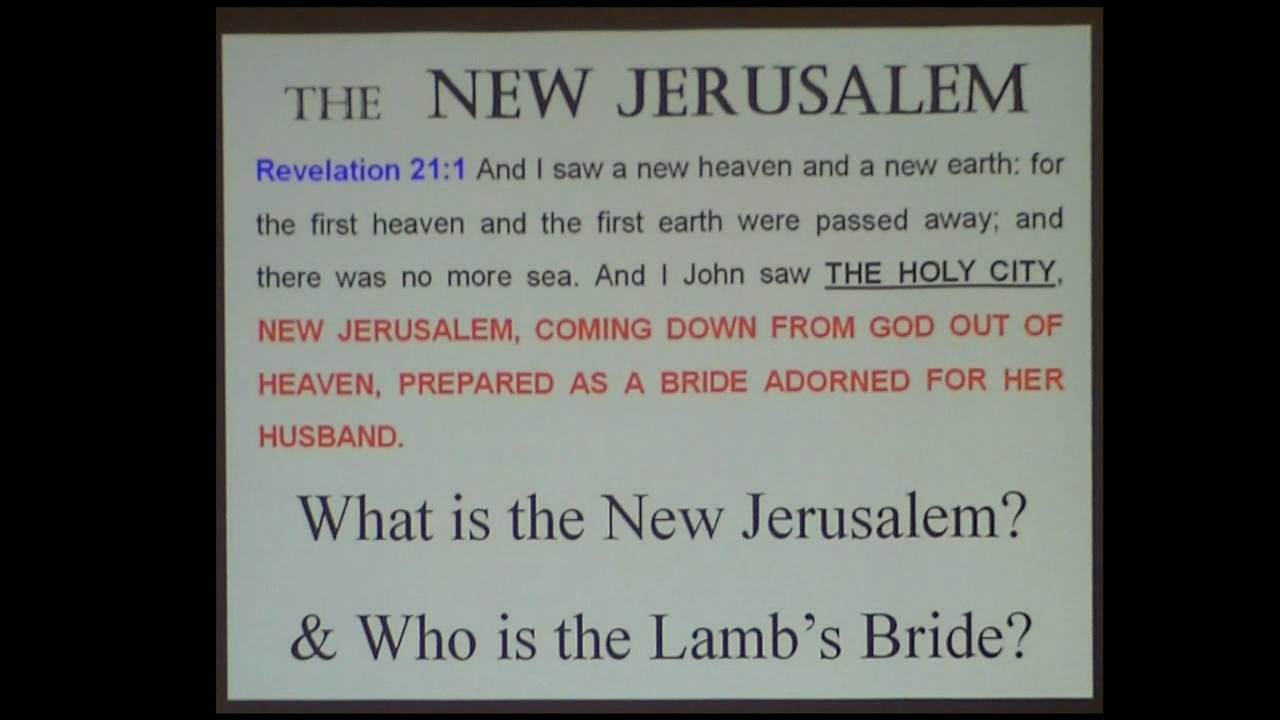 THE NEW JERUSALEM
Revelation 21:1 And I saw a new heaven and a new earth: for
the first heaven and the first earth were passed away; and
there was no more sea. And I John saw THE HOLY CITY,
NEW JERUSALEM, COMING DOWN FROM GOD OUT OF
HEAVEN, PREPARED AS A BRIDE ADORNED FOR HER
HUSBAND.
What is the New Jerusalem?
& Who is the Lamb's Bride?